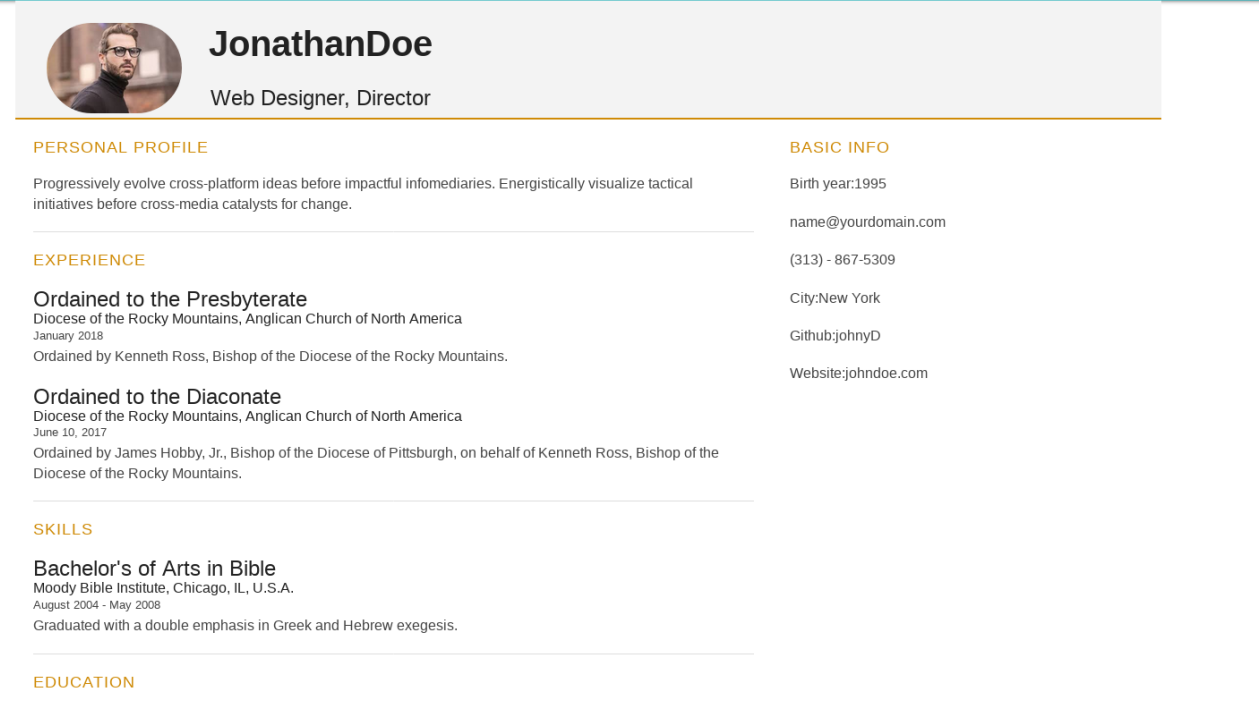 JonathanDoe
Web Designer, Director
PERSONAL PROFILE
Progressively evolve cross-platform ideas before impactful infomediaries. Energistically visualize tactical
initiatives before cross-media catalysts for change.
EXPERIENCE
Ordained to the Presbyterate
Diocese of the Rocky Mountains, Anglican Church of North America
January 2018
Ordained by Kenneth Ross, Bishop of the Diocese of the Rocky Mountains.
Ordained to the Diaconate
Diocese of the Rocky Mountains, Anglican Church of North America
June 10, 2017
Ordained by James Hobby, Jr., Bishop of the Diocese of Pittsburgh, on behalf of Kenneth Ross, Bishop of the
Diocese of the Rocky Mountains.
SKILLS
Bachelor's of Arts in Bible
Moody Bible Institute, Chicago, IL, U.S.A.
August 2004 - May 2008
Graduated with a double emphasis in Greek and Hebrew exegesis.
EDUCATION
BASIC INFO
Birth year:1995
name@yourdomain.com
(313) - 867-5309
City:New York
Github:johnyD
Website:johndoe.com